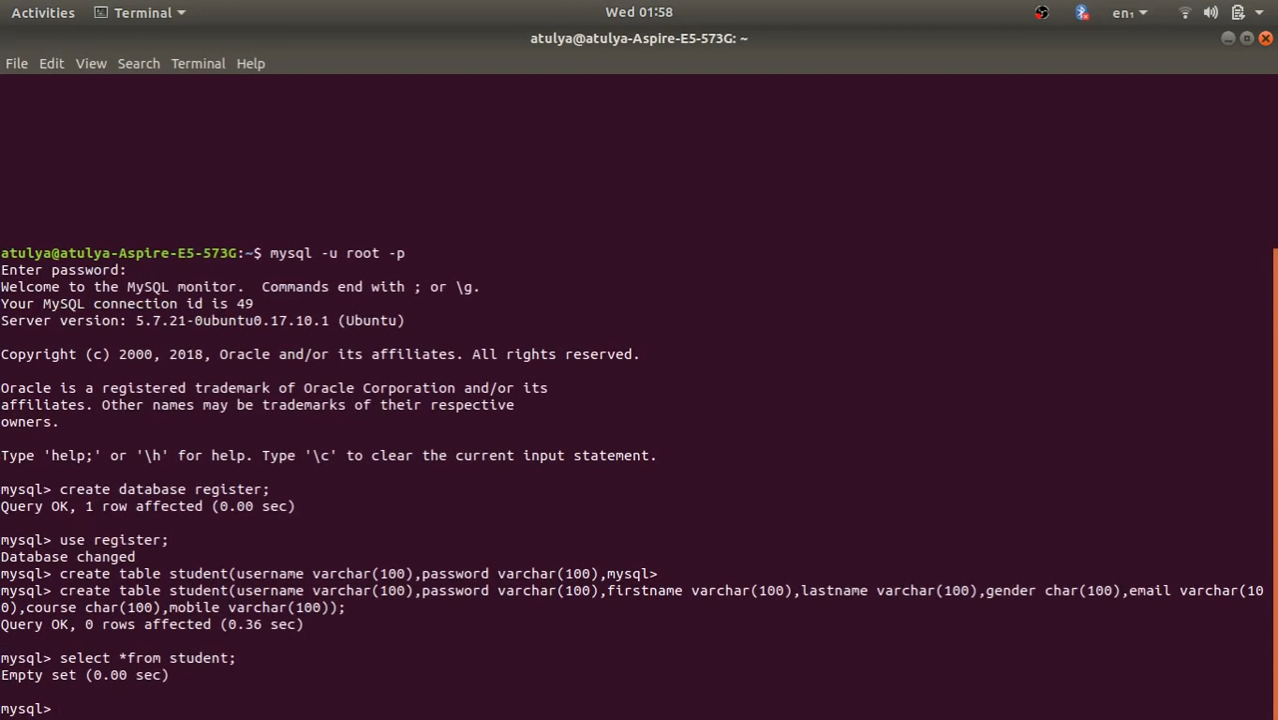 Activities Terminal Wed 01:58 en₁
atulya@atulya-Aspire-E5-573G: ~
File Edit View Search Terminal Help
atulya@atulya-Aspire-E5-573G:~$ mysql -u root -p
Enter password:
Welcome to the MySQL monitor.  Commands end with ; or \g.
Your MySQL connection id is 49
Server version: 5.7.21-0ubuntu0.17.10.1 (Ubuntu)
Copyright (c) 2000, 2018, Oracle and/or its affiliates. All rights reserved.
Oracle is a registered trademark of Oracle Corporation and/or its
affiliates. Other names may be trademarks of their respective
owners.
Type 'help;' or '\h' for help. Type '\c' to clear the current input statement.
mysql> create database register;
Query OK, 1 row affected (0.00 sec)
mysql> use register;
Database changed
mysql> create table student(username varchar(100),password varchar(100),mysql>
mysql> create table student(username varchar(100),password varchar(100),firstname varchar(100),lastname varchar(100),gender char(100),email varchar(10
0),course char(100),mobile varchar(100));
Query OK, 0 rows affected (0.36 sec)
mysql> select *from student;
Empty set (0.00 sec)
mysql>